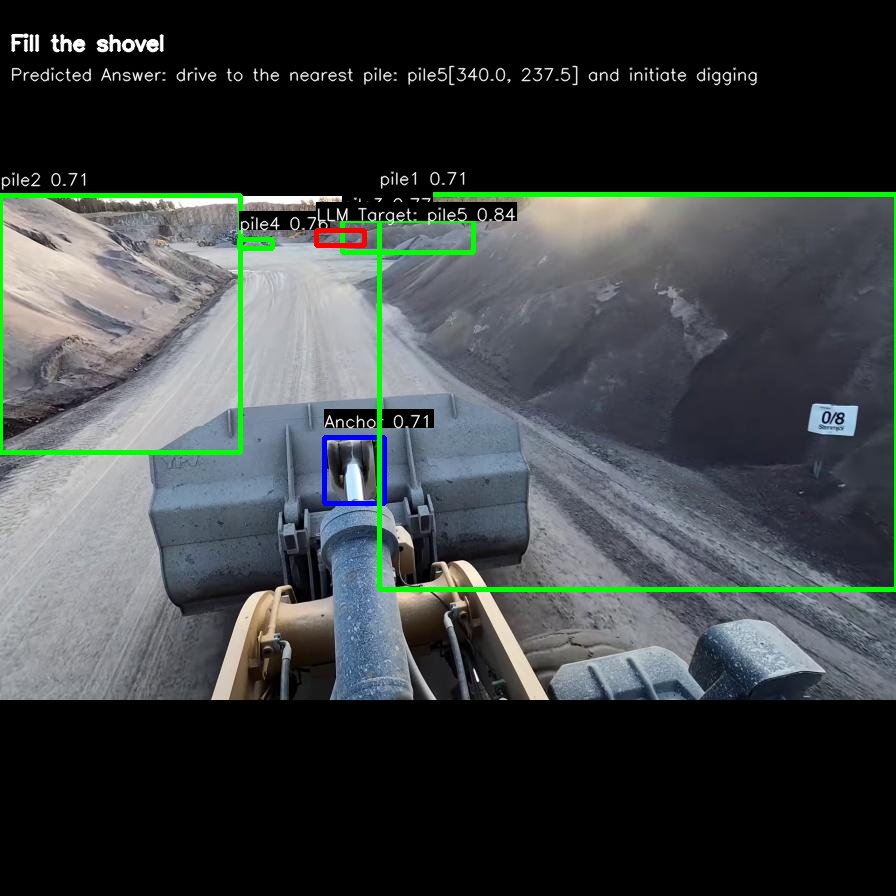 Fill the shovel
Predicted Answer: drive to the nearest pile: pile5[340.0, 237.5] and initiate digging
pile2 0.71
pile1 0.71
LLM Target: pile5 0.84
pile4 0.76
Anchor 0.71
0/8